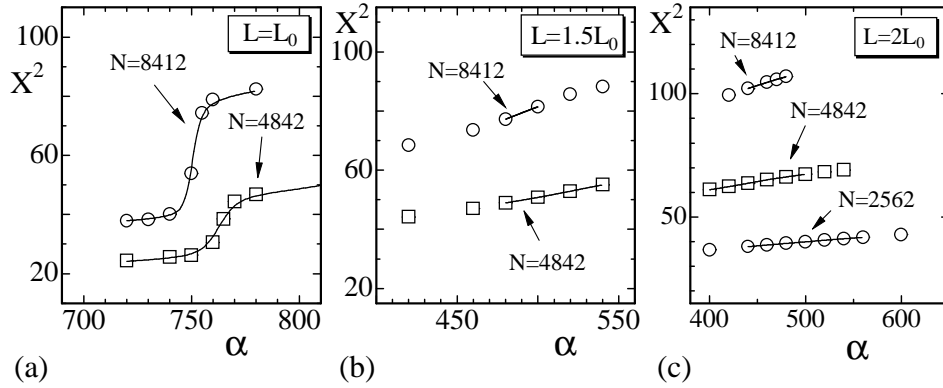 100
X²
60
20
L=L₀
N=8412
N=4842
700
750
800
α
(a)
X²
100
60
20
L=1.5L₀
N=8412
N=4842
450
500
550
α
(b)
X²
100
50
L=2L₀
N=8412
N=4842
N=2562
400
500
600
α
(c)